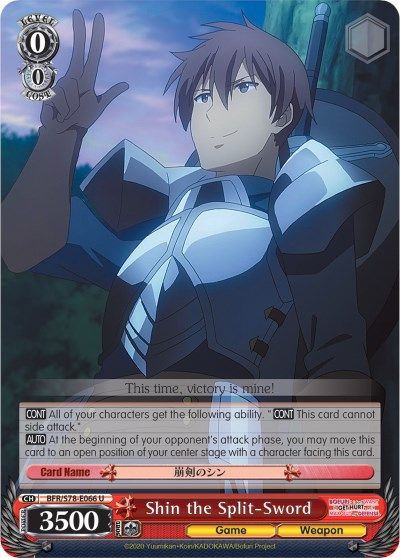 LEVEL
0
0
COST
This time, victory is mine!
CONT All of your characters get the following ability. "CONT This card cannot
side attack."
AUTO At the beginning of your opponent's attack phase, you may move this
card to an open position of your center stage with a character facing this card.
Card Name
崩剣のシン
CH BFR/S78-E066 U
Shin the Split-Sword
POWER 3500 SOUL
Game
Weapon
©2020 Yuumikan•Koin/KADOKAWA/Bofuri Project